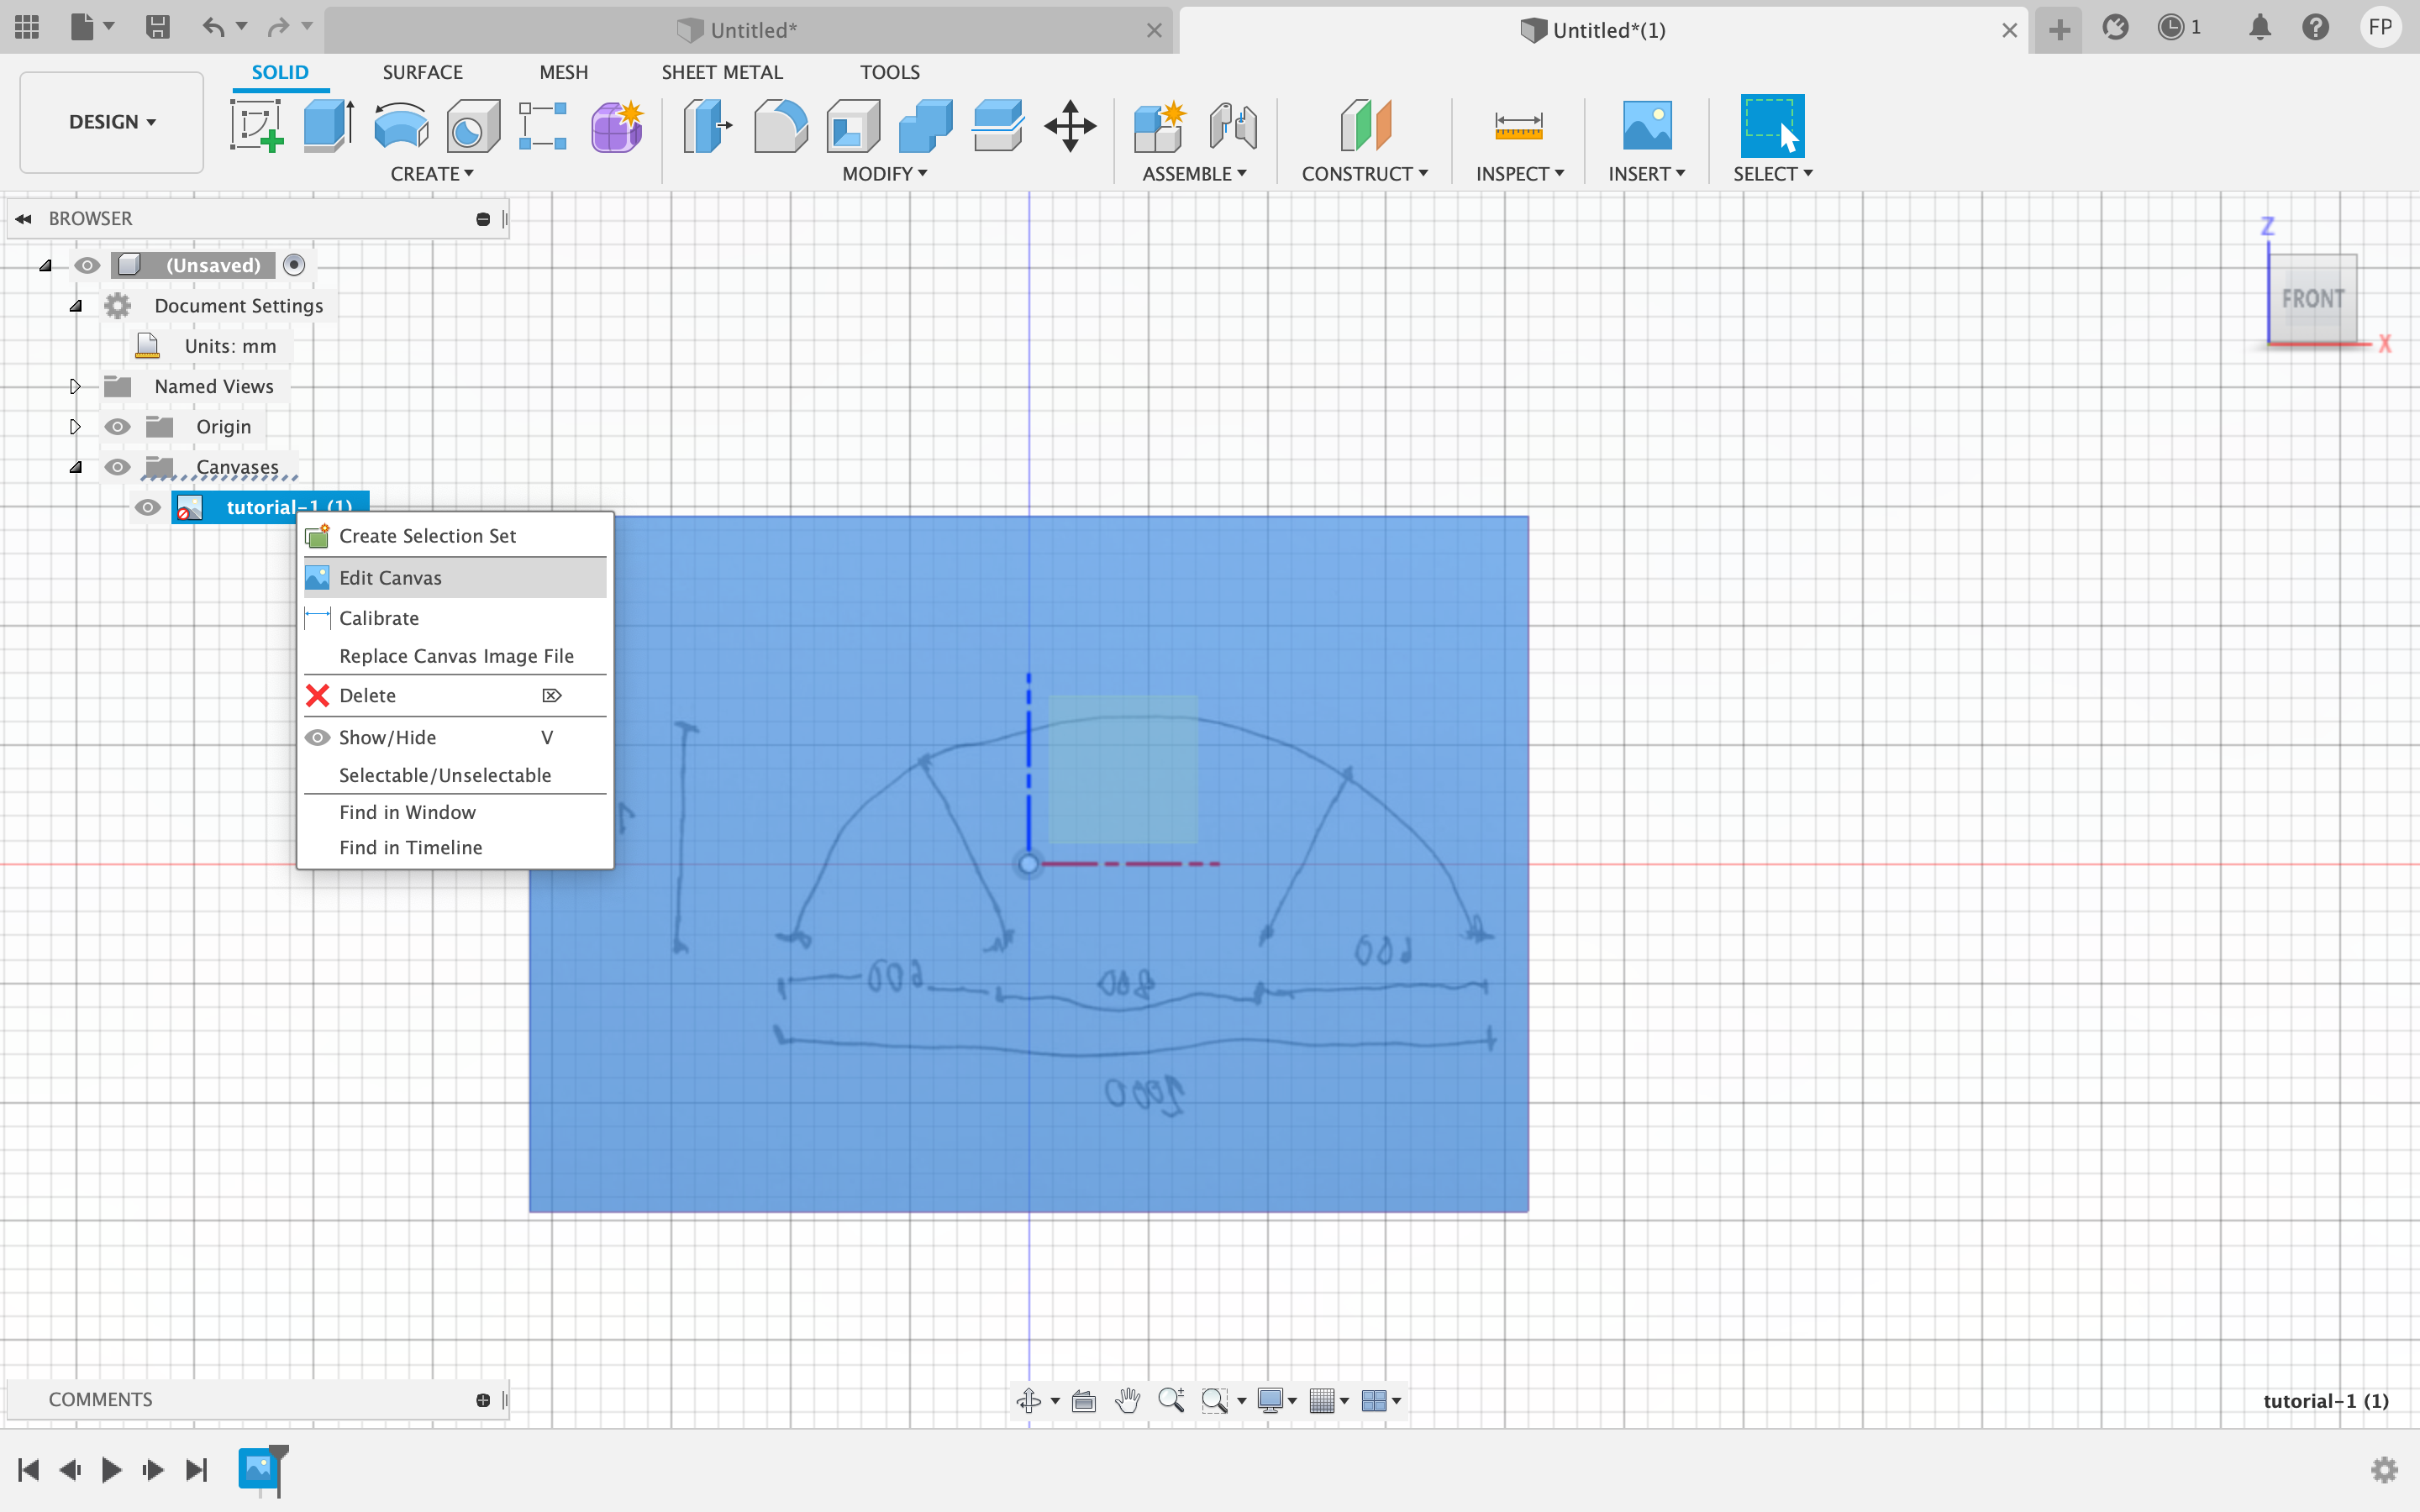 Untitled*
Untitled*(1)
1
FP
DESIGN
SOLID
SURFACE
MESH
SHEET METAL
TOOLS
CREATE
MODIFY
ASSEMBLE
CONSTRUCT
INSPECT
INSERT
SELECT
BROWSER
(Unsaved)
Document Settings
Units: mm
Named Views
Origin
Canvases
tutorial-1 (1)
Create Selection Set
Edit Canvas
Calibrate
Replace Canvas Image File
Delete
Show/Hide V
Selectable/Unselectable
Find in Window
Find in Timeline
Z
FRONT
X
600
800
600
2000
COMMENTS
tutorial-1 (1)